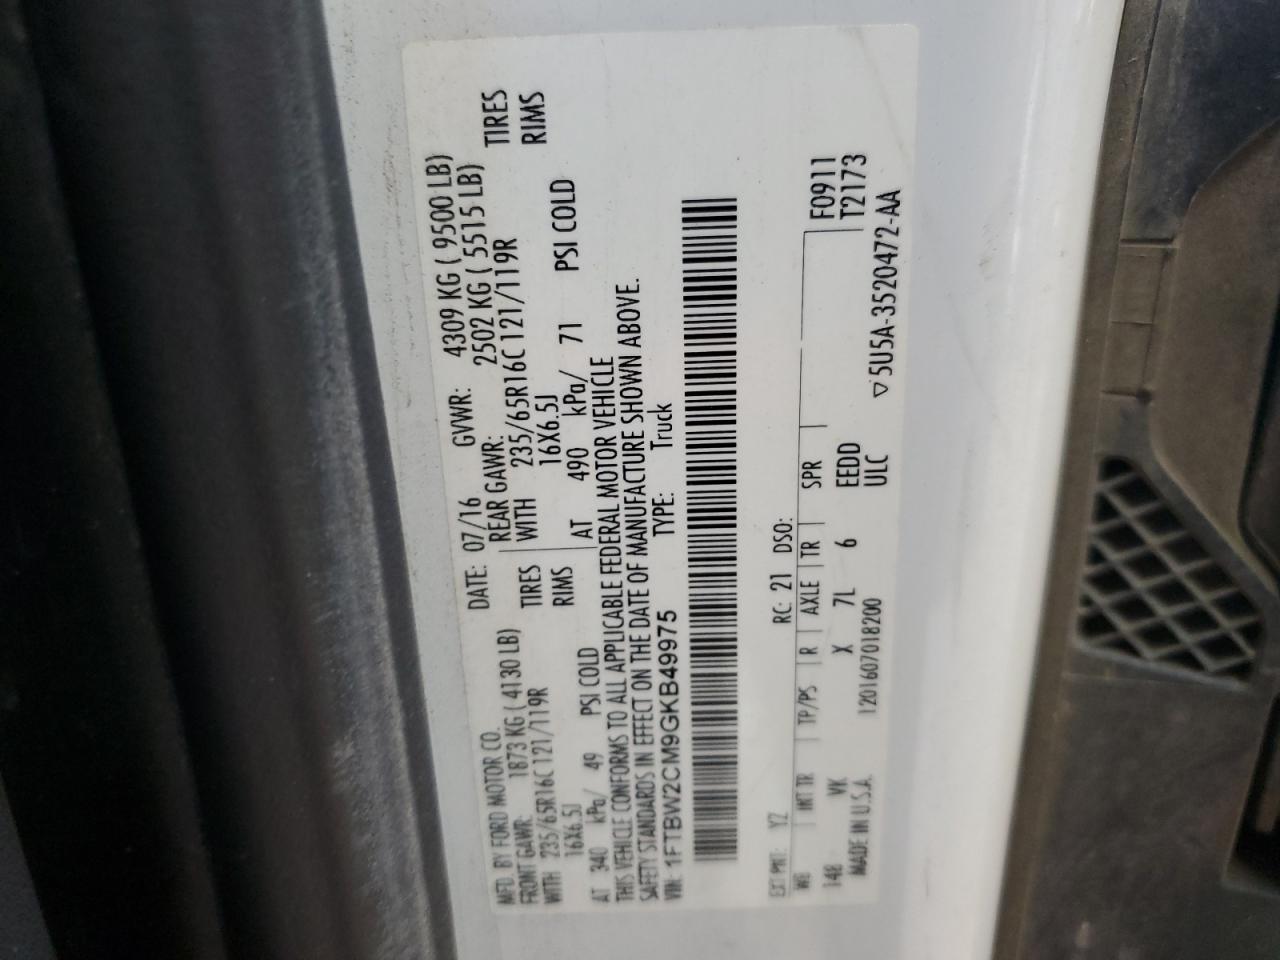 MFD. BY FORD MOTOR CO. DATE: 07/16 GVWR: 4309 KG ( 9500 LB)
FRONT GAWR: 1873 KG ( 4130 LB) REAR GAWR: 2502 KG ( 5515 LB)
WITH 235/65R16C 121/119R TIRES WITH 235/65R16C 121/119R TIRES
16X6.5J RIMS 16X6.5J RIMS
AT 340 kPa/ 49 PSI COLD AT 490 kPa/ 71 PSI COLD
THIS VEHICLE CONFORMS TO ALL APPLICABLE FEDERAL MOTOR VEHICLE
SAFETY STANDARDS IN EFFECT ON THE DATE OF MANUFACTURE SHOWN ABOVE.
VIN: 1FTBW2CM9GKB49975 TYPE: Truck
EXT PNT: YZ RC: 21 DSO:
WB INT TR TP/PS R AXLE TR SPR F0911
148 VK X 7L 6 EEDD T2173
MADE IN U.S.A. 120160701 8200 ULC
▽5U5A-3520472-AA